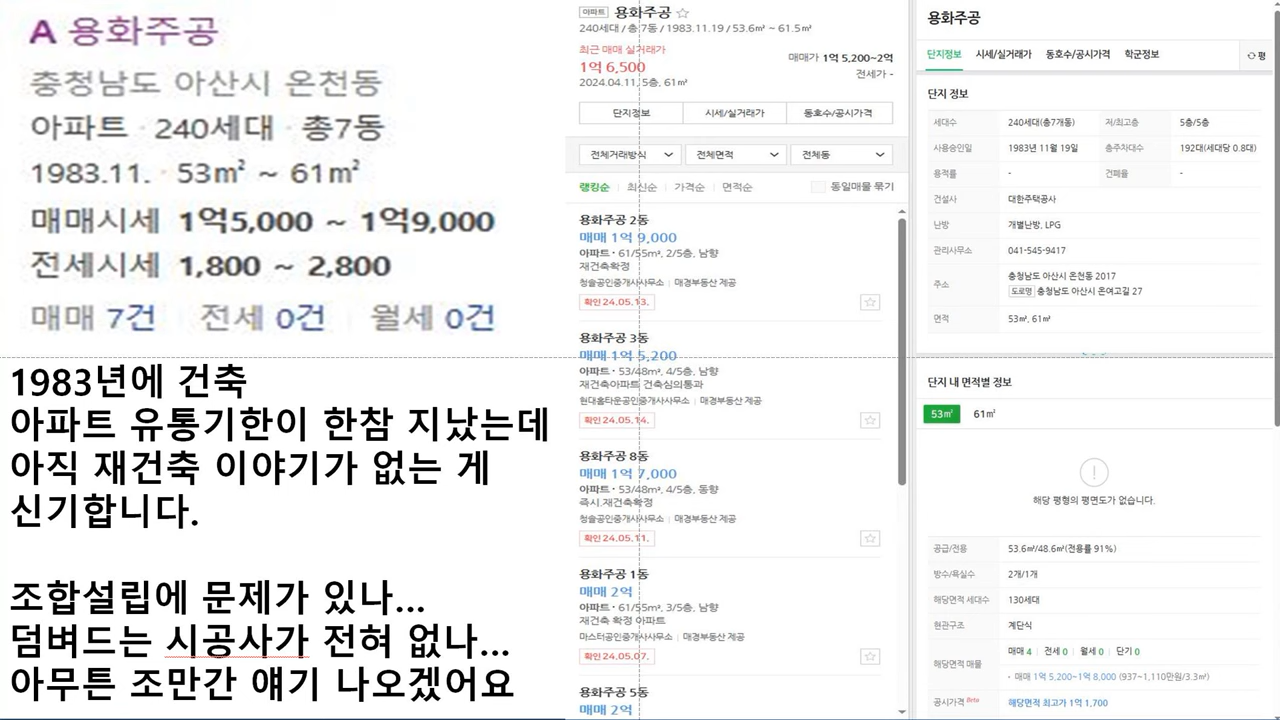 A 용화주공
충청남도 아산시 온천동
아파트 · 240세대 · 총7동
1983.11. · 53㎡ ~ 61㎡
매매시세 1억5,000 ~ 1억9,000
전세시세 1,800 ~ 2,800
매매 7건 전세 0건 월세 0건
1983년에 건축
아파트 유통기한이 한참 지났는데
아직 재건축 이야기가 없는 게
신기합니다.
조합설립에 문제가 있나...
덤벼드는 시공사가 전혀 없나...
아무튼 조만간 얘기 나오겠어요
아파트 용화주공
240세대 / 총 7동 / 1983.11.19 / 53.6㎡ ~ 61.5㎡
최근 매매 실거래가
1억 6,500
2024.04.11, 5층, 61㎡
매매가 1억 5,200~2억
전세가 -
단지정보 시세/실거래가 동호수/공시가격
전체거래방식 전체면적 전체동
랭킹순 최신순 가격순 면적순 동일매물 묶기
용화주공 2동
매매 1억 9,000
아파트 · 61/55㎡, 2/5층, 남향
재건축확정
청솔공인중개사사무소 매경부동산 제공
확인 24.05.13.
용화주공 3동
매매 1억 5,200
아파트 · 53/48㎡, 4/5층, 남향
재건축아파트 건축심의통과
현대홈타운공인중개사사무소 매경부동산 제공
확인 24.05.14.
용화주공 8동
매매 1억 7,000
아파트 · 53/48㎡, 4/5층, 동향
즉시.재건축확정
청솔공인중개사사무소 매경부동산 제공
확인 24.05.11.
용화주공 1동
매매 2억
아파트 · 61/55㎡, 3/5층, 남향
재건축 확정 아파트
마스터공인중개사사무소 매경부동산 제공
확인 24.05.07.
용화주공 5동
매매 2억
용화주공
단지정보 시세/실거래가 동호수/공시가격 학군정보 평
단지 정보
세대수 240세대(총7개동) 저/최고층 5층/5층
사용승인일 1983년 11월 19일 총주차대수 192대(세대당 0.8대)
용적률 - 건폐율 -
건설사 대한주택공사
난방 개별난방, LPG
관리사무소 041-545-9417
주소 충청남도 아산시 온천동 2017
도로명 충청남도 아산시 온여고길 27
면적 53㎡, 61㎡
단지 내 면적별 정보
53㎡ 61㎡
해당 평형의 평면도가 없습니다.
공급/전용 53.6㎡/48.6㎡(전용률 91%)
방수/욕실수 2개/1개
해당면적 세대수 130세대
현관구조 계단식
해당면적 매물 매매 4 전세 0 월세 0 단기 0
· 매매 1억 5,200~1억 8,000 (937~1,110만원/3.3㎡)
공시가격 Beta 해당면적 최고가 1억 1,700